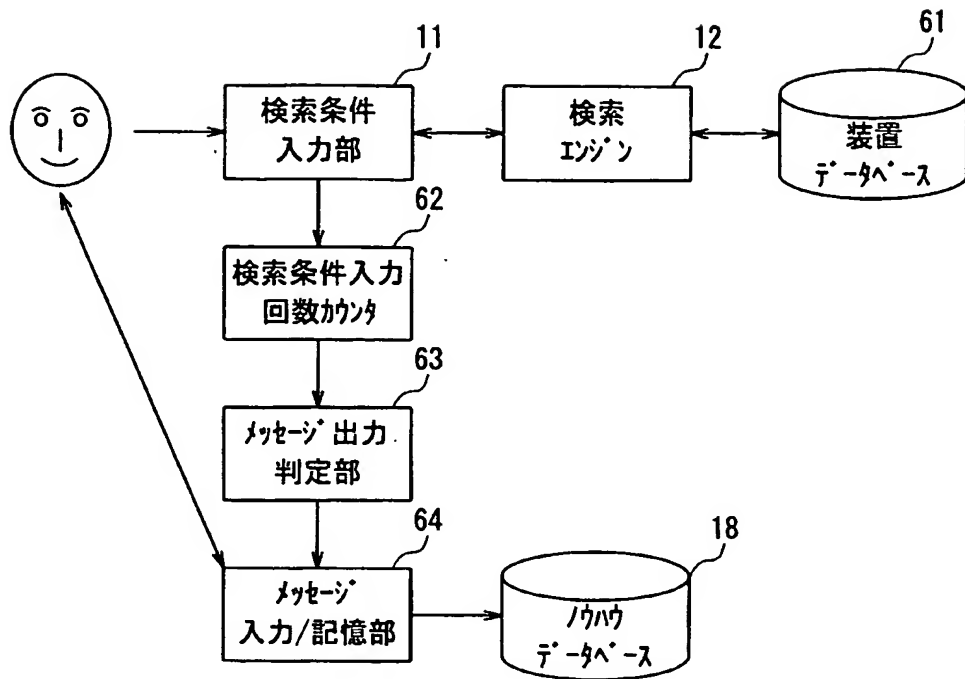 11
検索条件
入力部
12
検索
ｴﾝｼﾞﾝ
61
装置
ﾃﾞｰﾀﾍﾞｰｽ
62
検索条件入力
回数ｶｳﾝﾀ
63
ﾒｯｾｰｼﾞ出力
判定部
64
ﾒｯｾｰｼﾞ
入力/記憶部
18
ﾉｳﾊｳ
ﾃﾞｰﾀﾍﾞｰｽ